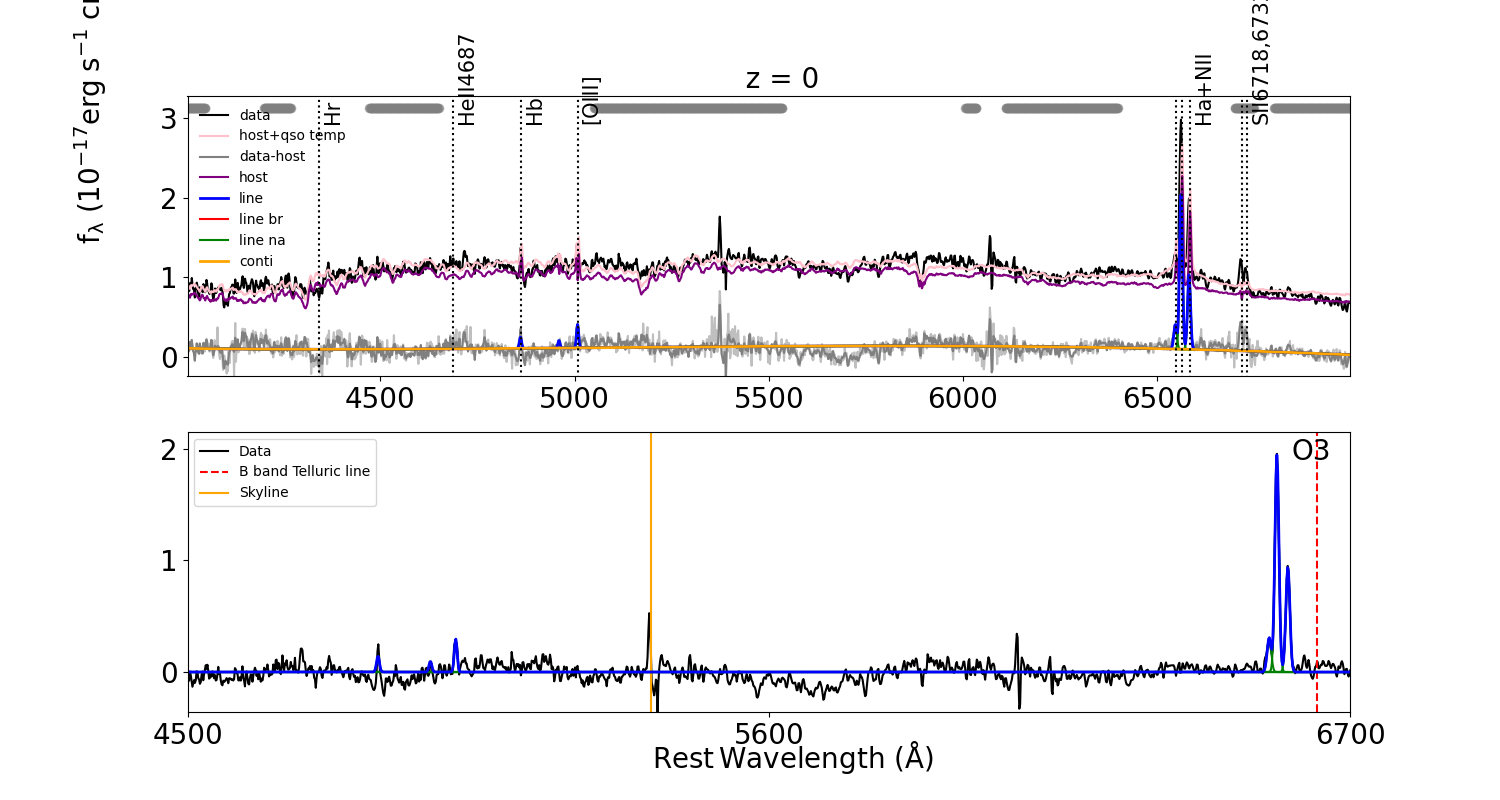 z = 0
f_λ (10^−17 erg s^−1
Hr
HeII4687
Hb
[OIII]
Ha+NII
SII6718,673
3
2
1
0
data
host+qso temp
data-host
host
line
line br
line na
conti
4500
5000
5500
6000
6500
2
1
0
Data
B band Telluric line
Skyline
O3
4500
5600
6700
Rest Wavelength (Å)